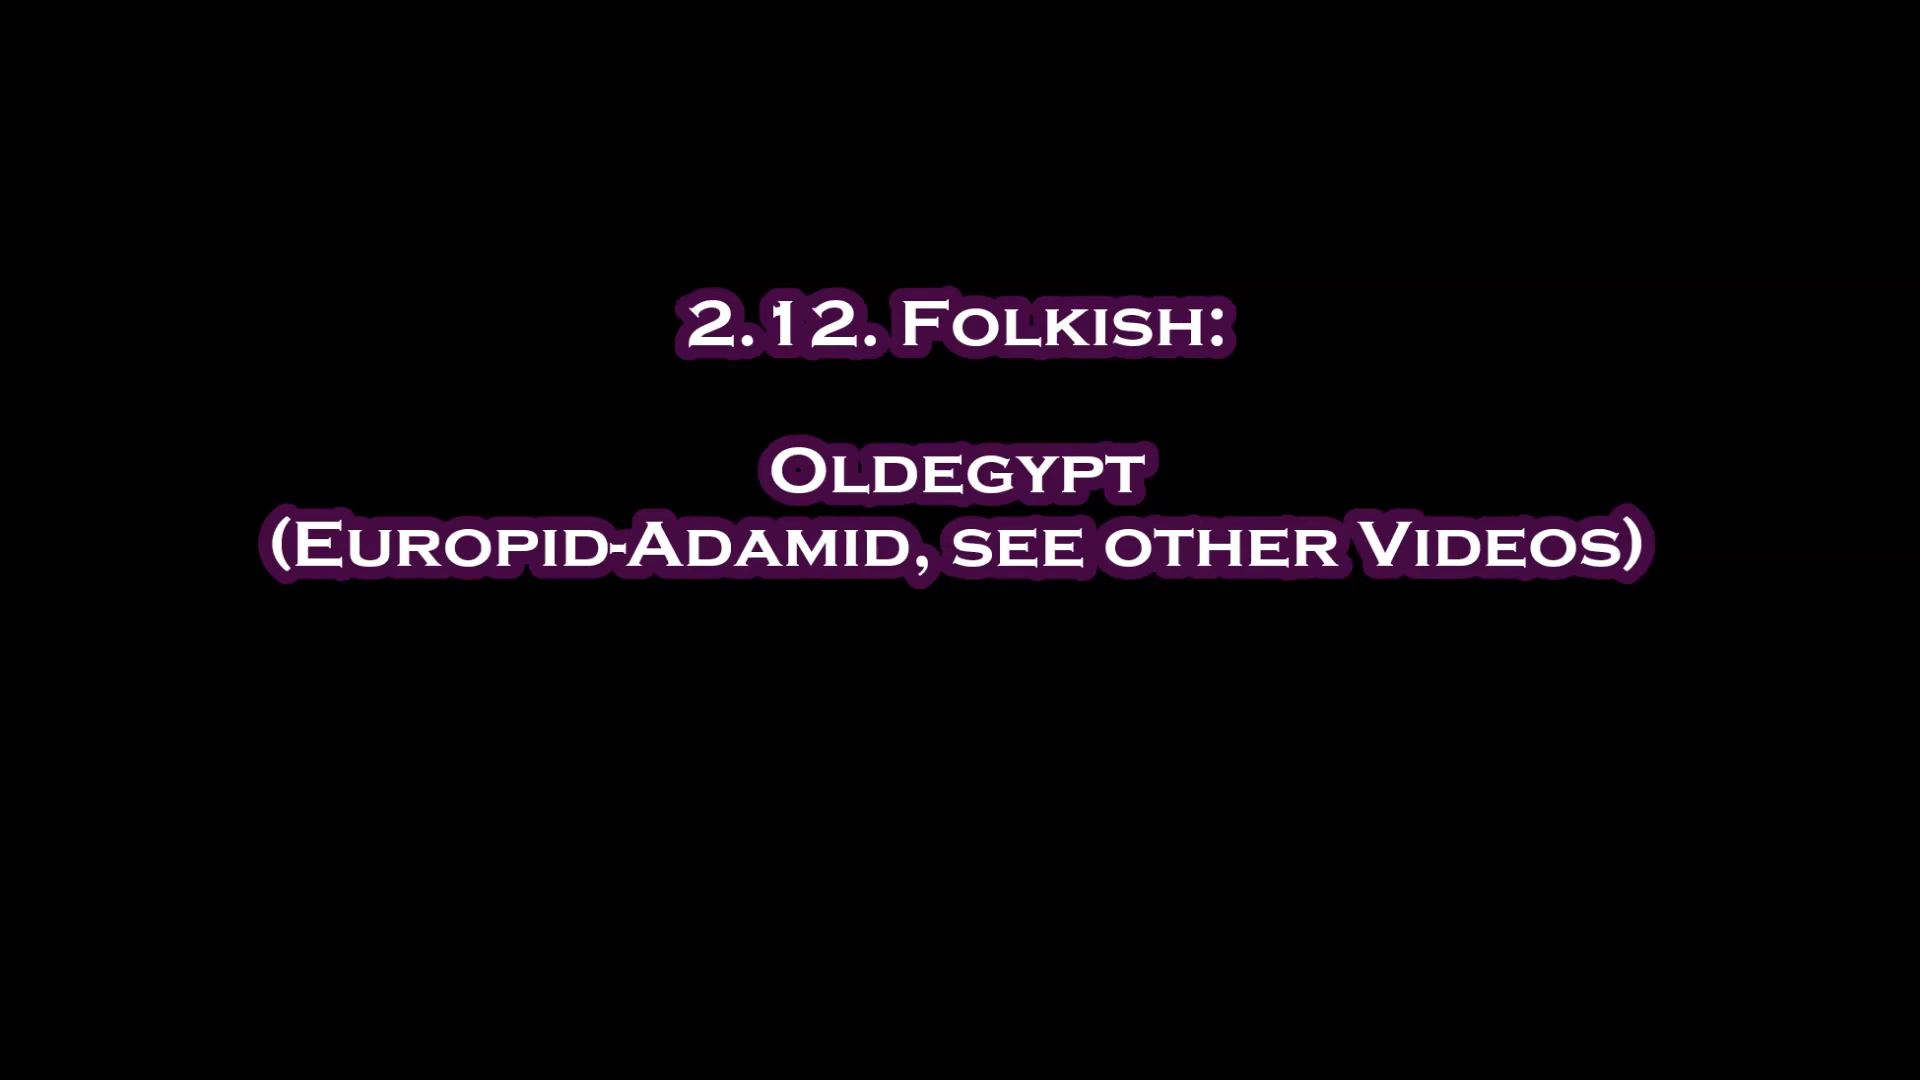 2.12. Folkish:
Oldegypt
(Europid-Adamid, see other Videos)